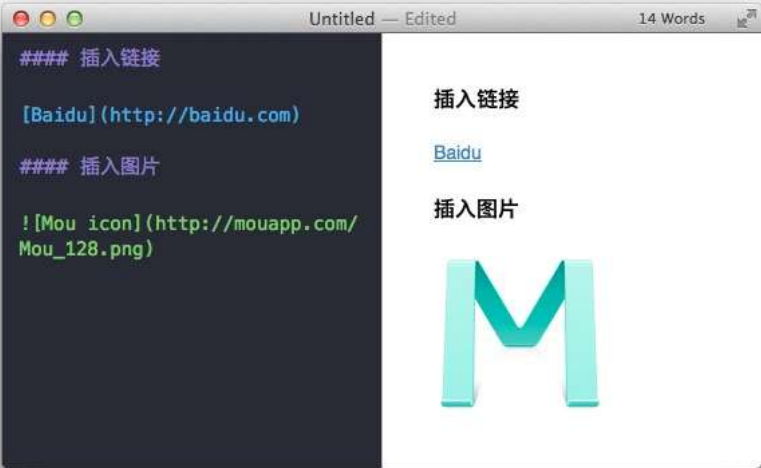 Untitled — Edited
14 Words
#### 插入链接
[Baidu](http://baidu.com)
#### 插入图片
![Mou icon](http://mouapp.com/
Mou_128.png)
插入链接
Baidu
插入图片
M